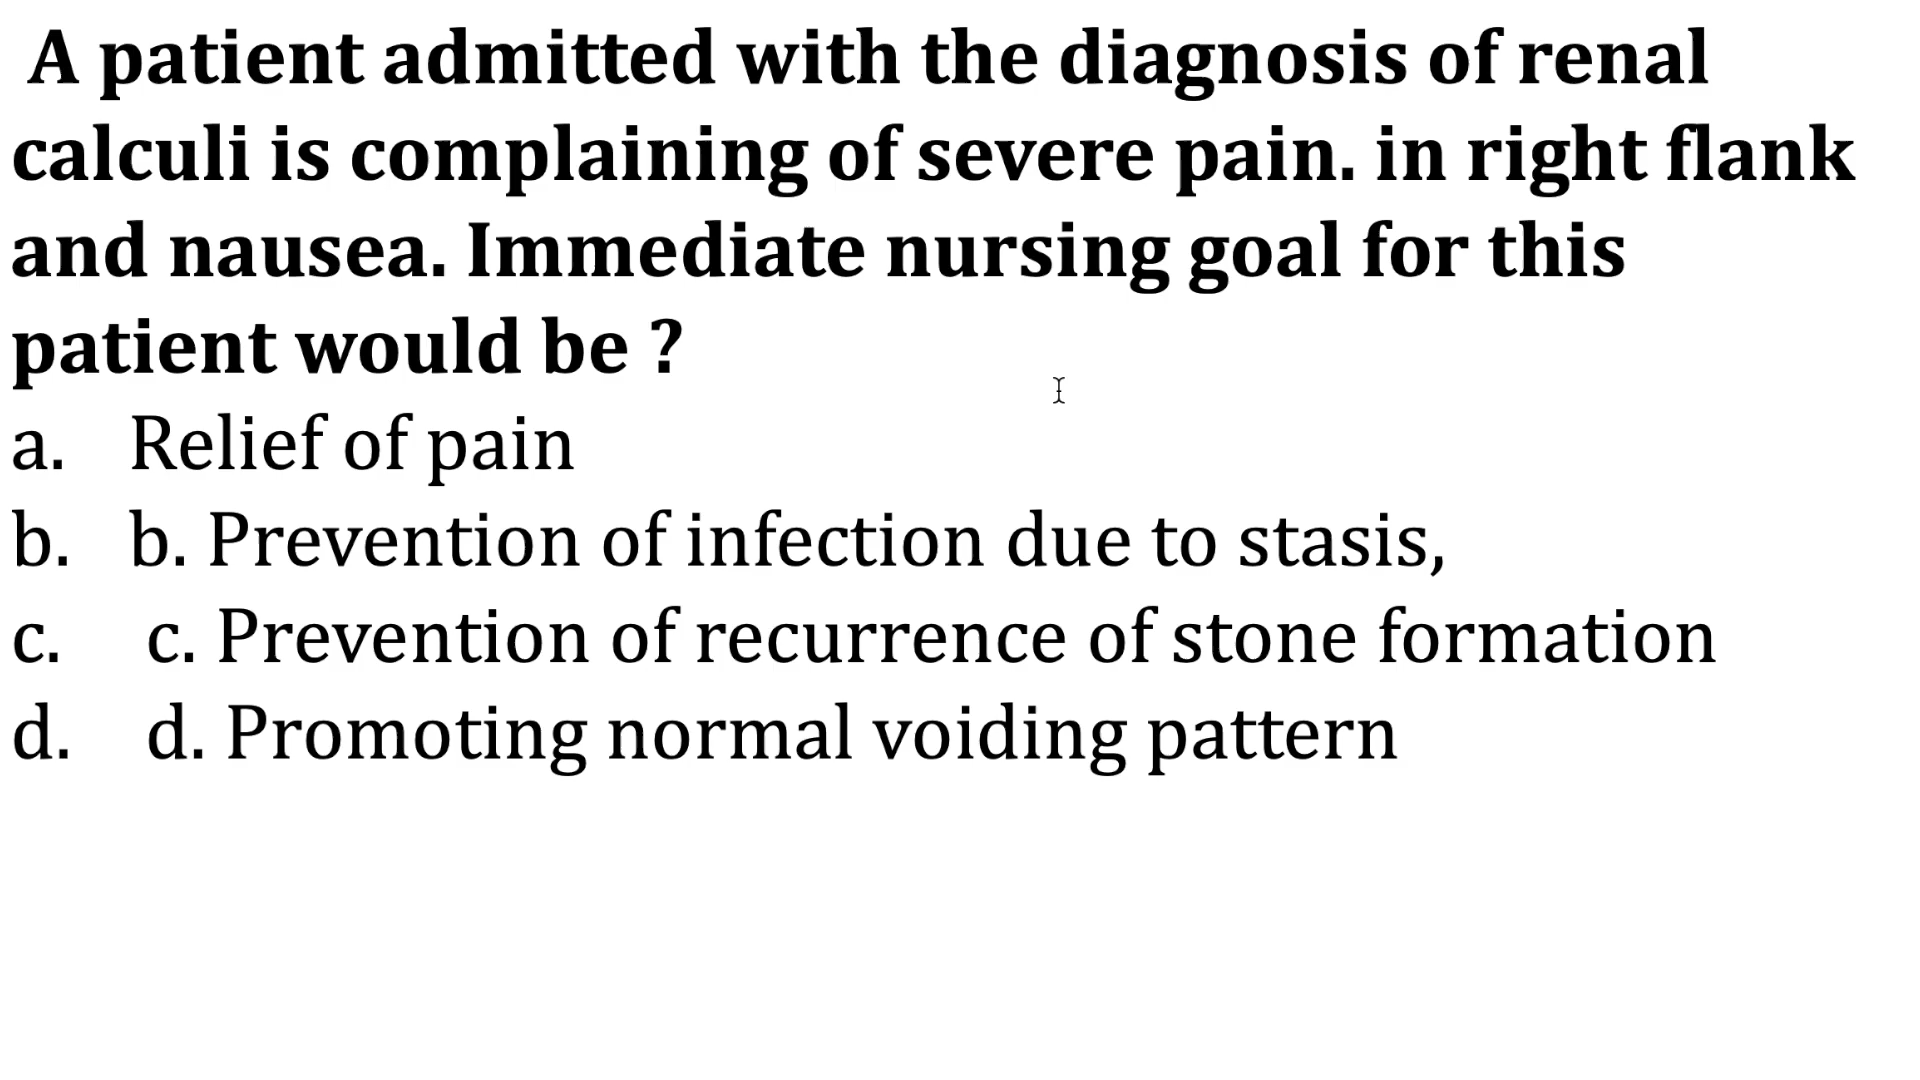 A patient admitted with the diagnosis of renal
calculi is complaining of severe pain. in right flank
and nausea. Immediate nursing goal for this
patient would be ?
a. Relief of pain
b. b. Prevention of infection due to stasis,
c. c. Prevention of recurrence of stone formation
d. d. Promoting normal voiding pattern